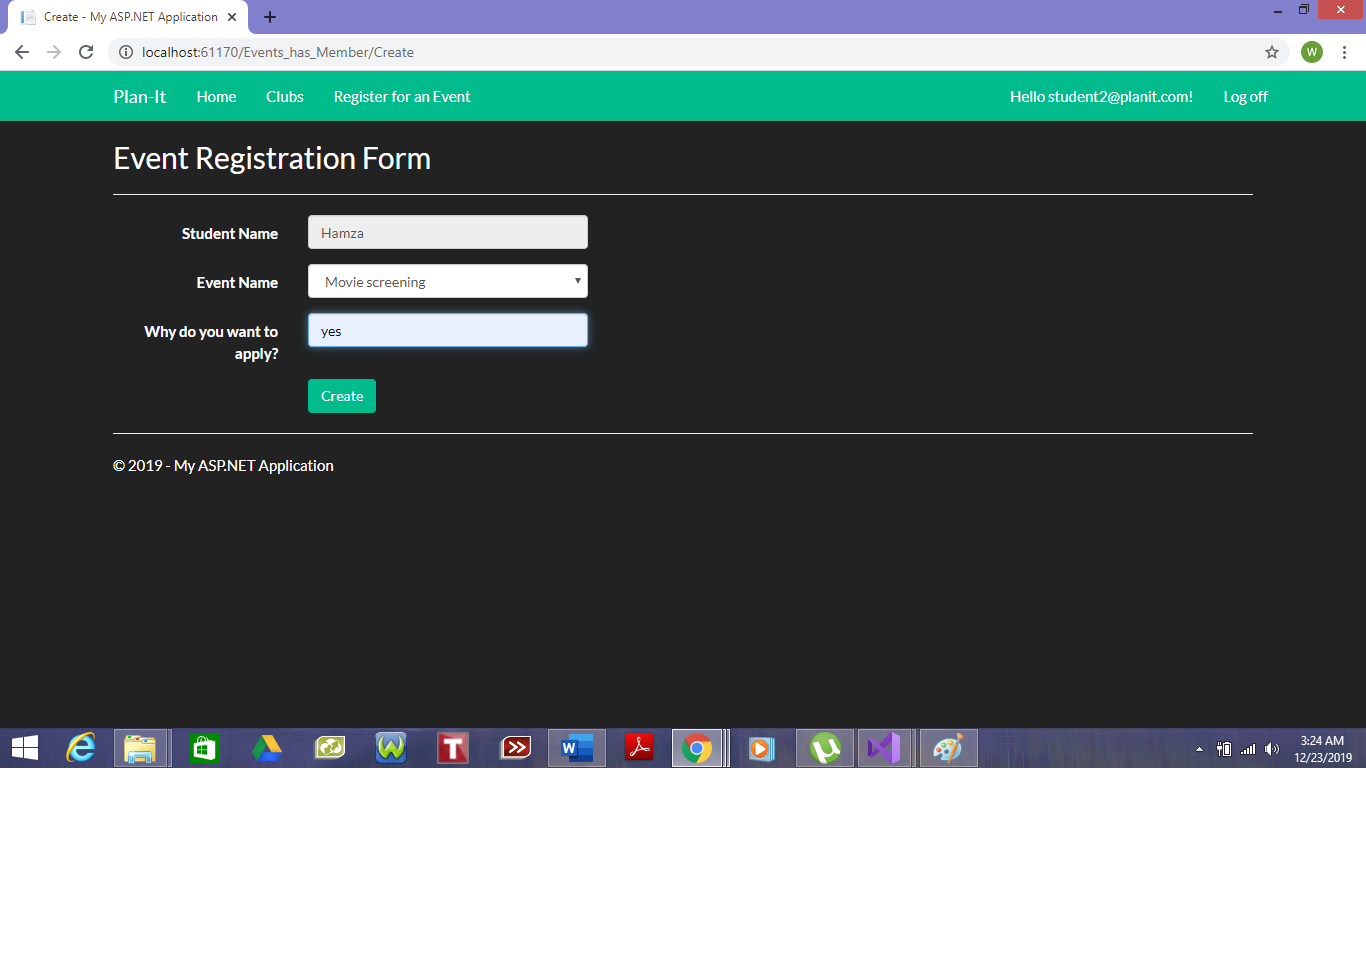 Create - My ASP.NET Application
localhost:61170/Events_has_Member/Create
W
Plan-It Home Clubs Register for an Event Hello student2@planit.com! Log off
Event Registration Form
Student Name Hamza
Event Name Movie screening
Why do you want to yes
apply?
Create
© 2019 - My ASP.NET Application
3:24 AM
12/23/2019